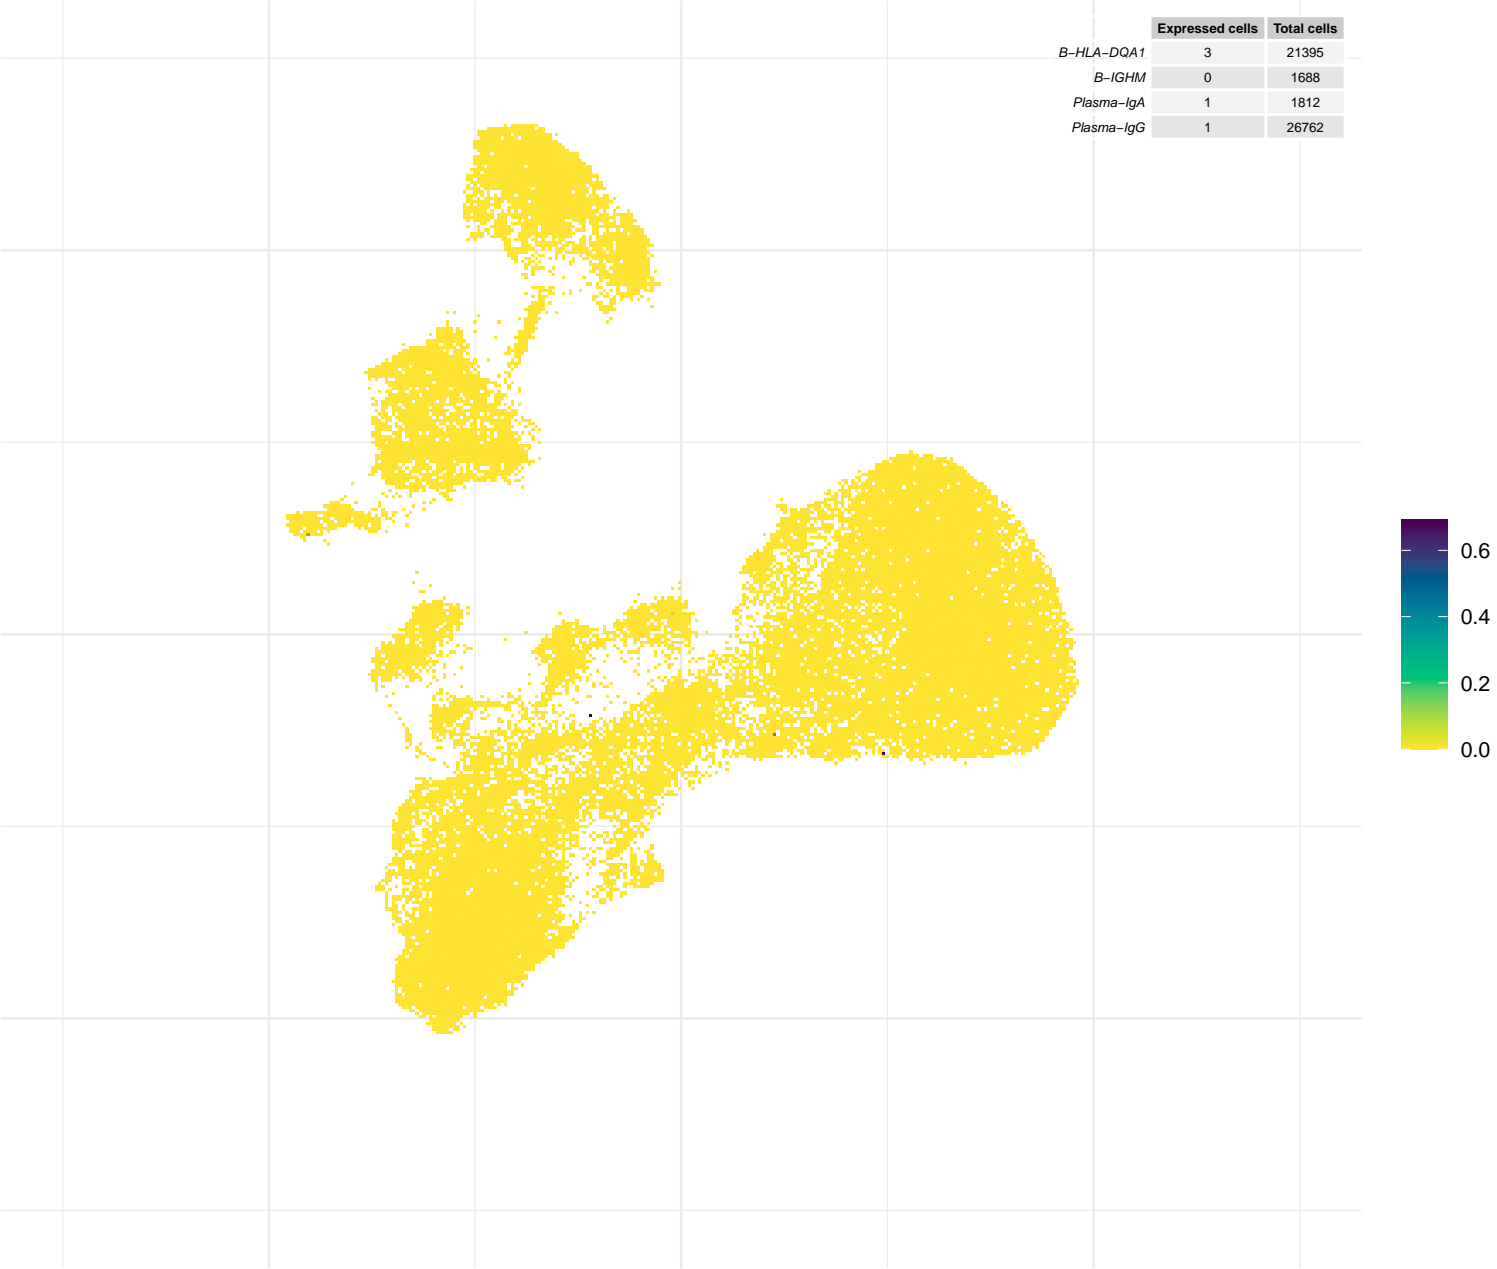 Expressed cells Total cells
B−HLA−DQA1 3 21395
B−IGHM 0 1688
Plasma−IgA 1 1812
Plasma−IgG 1 26762
0.6
0.4
0.2
0.0